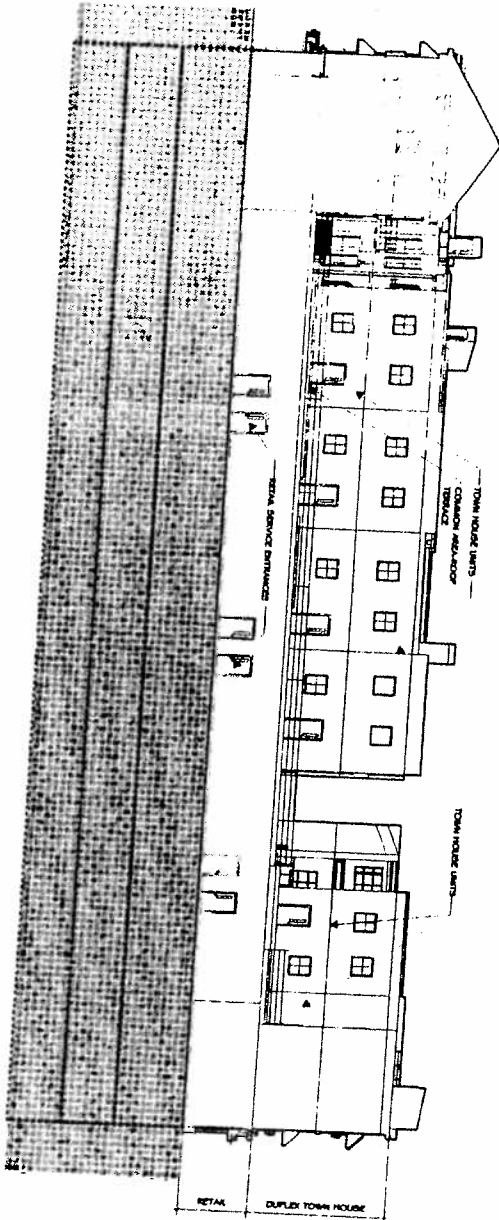 TOWN HOUSE UNITS
COMMON AREA-ROOF
TERRACE
TOWN HOUSE UNITS
RETAIL SERVICE ENTRANCES
RETAIL
DUPLEX TOWN HOUSE